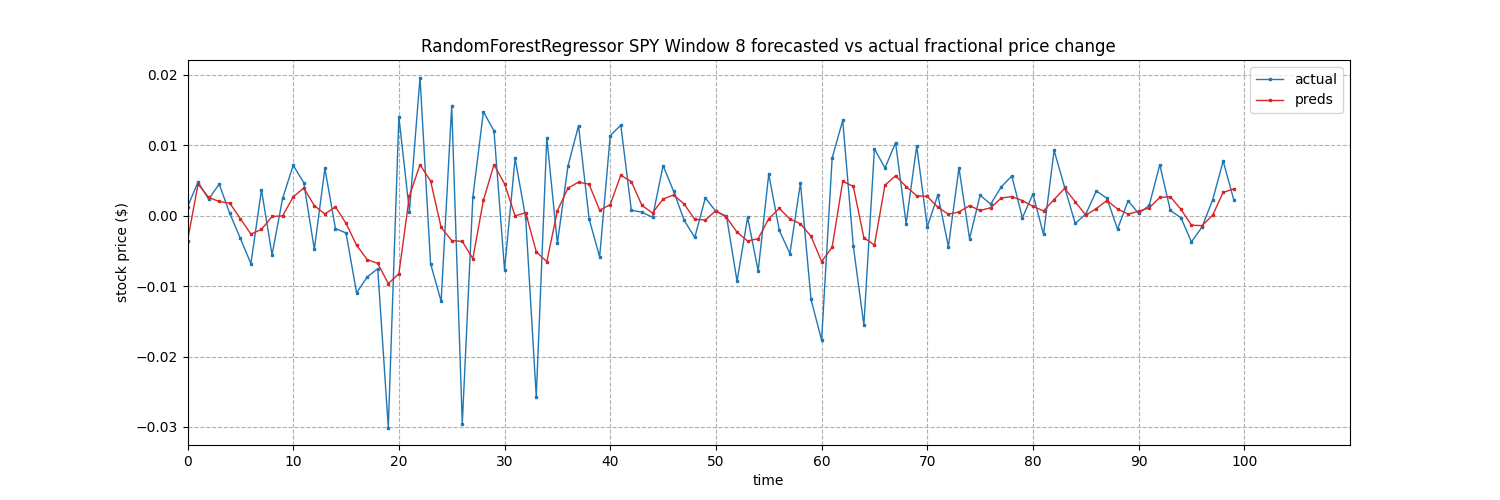 RandomForestRegressor SPY Window 8 forecasted vs actual fractional price change
actual
preds
0.02
0.01
0.00
−0.01
−0.02
−0.03
stock price ($)
0 10 20 30 40 50 60 70 80 90 100
time